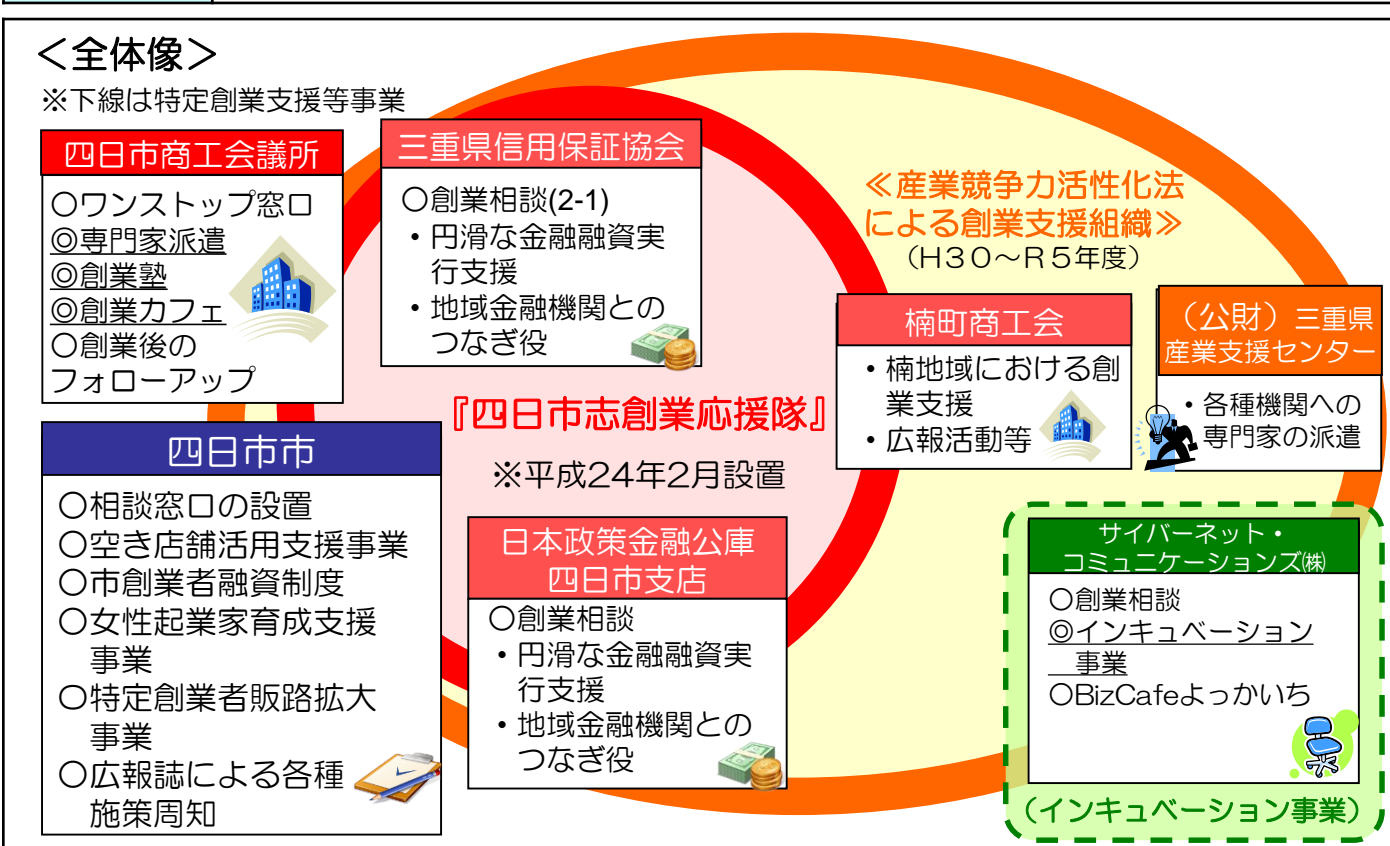 ＜全体像＞
※下線は特定創業支援等事業
四日市商工会議所
○ワンストップ窓口
◎専門家派遣
◎創業塾
◎創業カフェ
○創業後の
フォローアップ
三重県信用保証協会
○創業相談(2-1)
・円滑な金融融資実
行支援
・地域金融機関との
つなぎ役
≪産業競争力活性化法
による創業支援組織≫
（H３０～R５年度）
楠町商工会
・楠地域における創
業支援
・広報活動等
（公財）三重県
産業支援センター
・各種機関への
専門家の派遣
『四日市志創業応援隊』
※平成24年2月設置
四日市市
○相談窓口の設置
○空き店舗活用支援事業
○市創業者融資制度
○女性起業家育成支援
事業
○特定創業者販路拡大
事業
○広報誌による各種
施策周知
日本政策金融公庫
四日市支店
○創業相談
・円滑な金融融資実
行支援
・地域金融機関との
つなぎ役
サイバーネット・
コミュニケーションズ㈱
○創業相談
◎インキュベーション
事業
○BizCafeよっかいち
（インキュベーション事業）